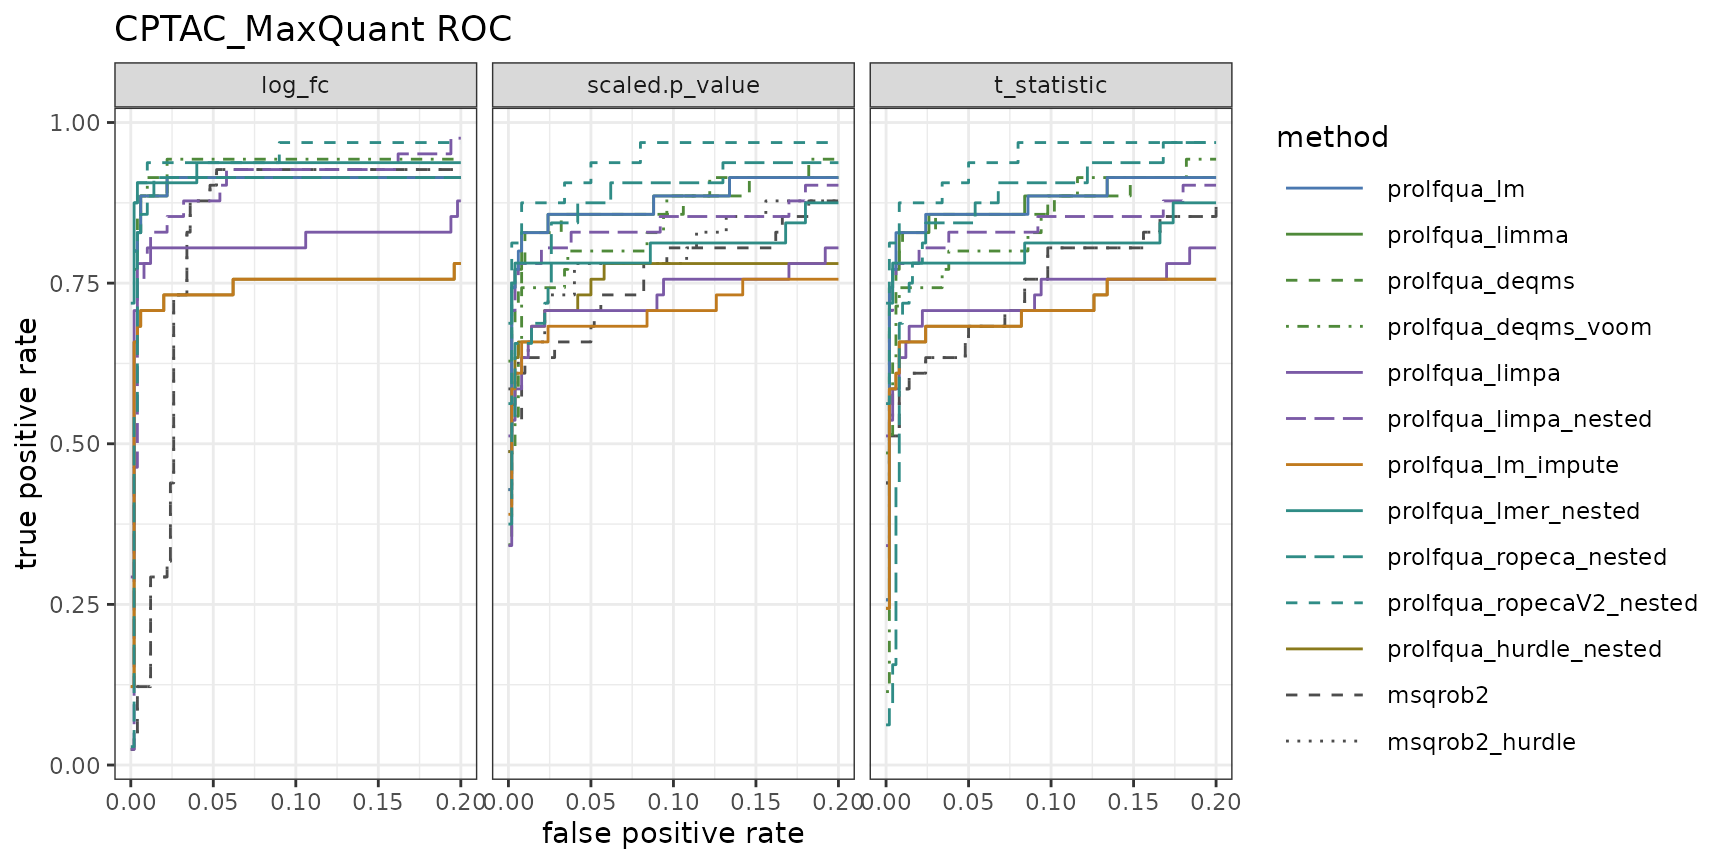 CPTAC_MaxQuant ROC
log_fc
scaled.p_value
t_statistic
true positive rate
1.00
0.75
0.50
0.25
0.00
0.00 0.05 0.10 0.15 0.20
0.00 0.05 0.10 0.15 0.20
0.00 0.05 0.10 0.15 0.20
false positive rate
method
prolfqua_lm
prolfqua_limma
prolfqua_deqms
prolfqua_deqms_voom
prolfqua_limpa
prolfqua_limpa_nested
prolfqua_lm_impute
prolfqua_lmer_nested
prolfqua_ropeca_nested
prolfqua_ropecaV2_nested
prolfqua_hurdle_nested
msqrob2
msqrob2_hurdle